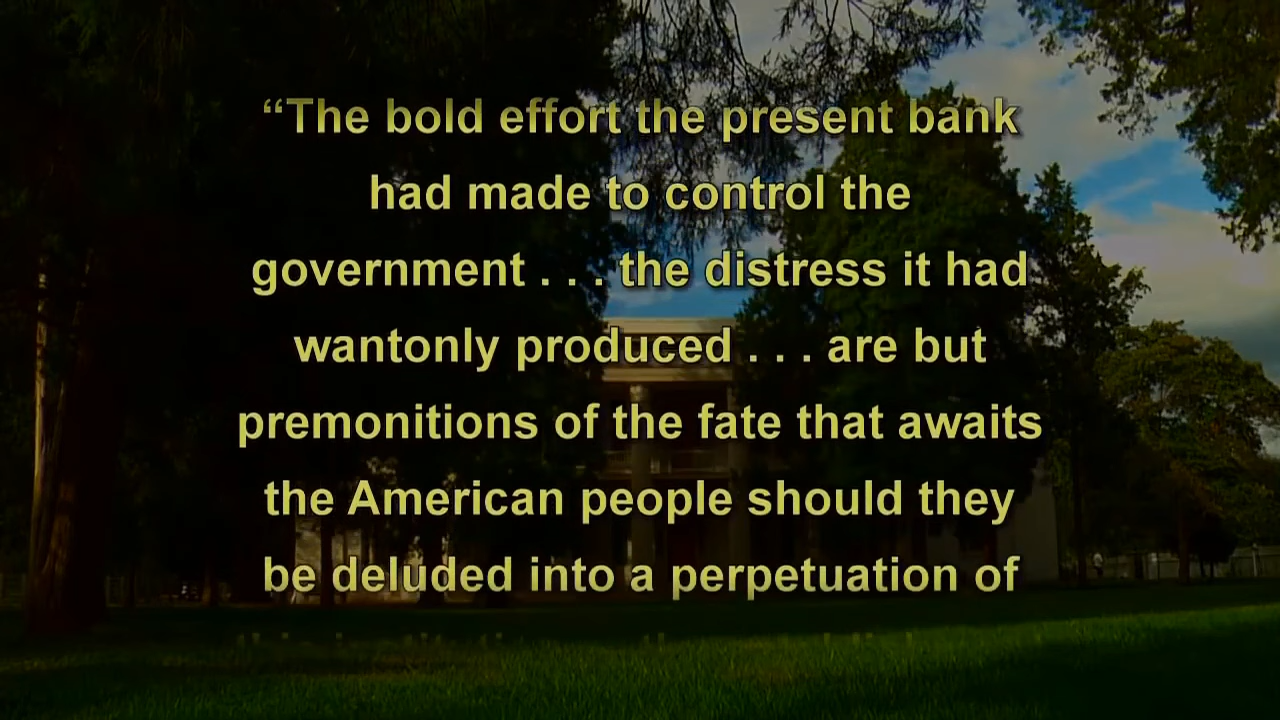 “The bold effort the present bank
had made to control the
government . . . the distress it had
wantonly produced . . . are but
premonitions of the fate that awaits
the American people should they
be deluded into a perpetuation of